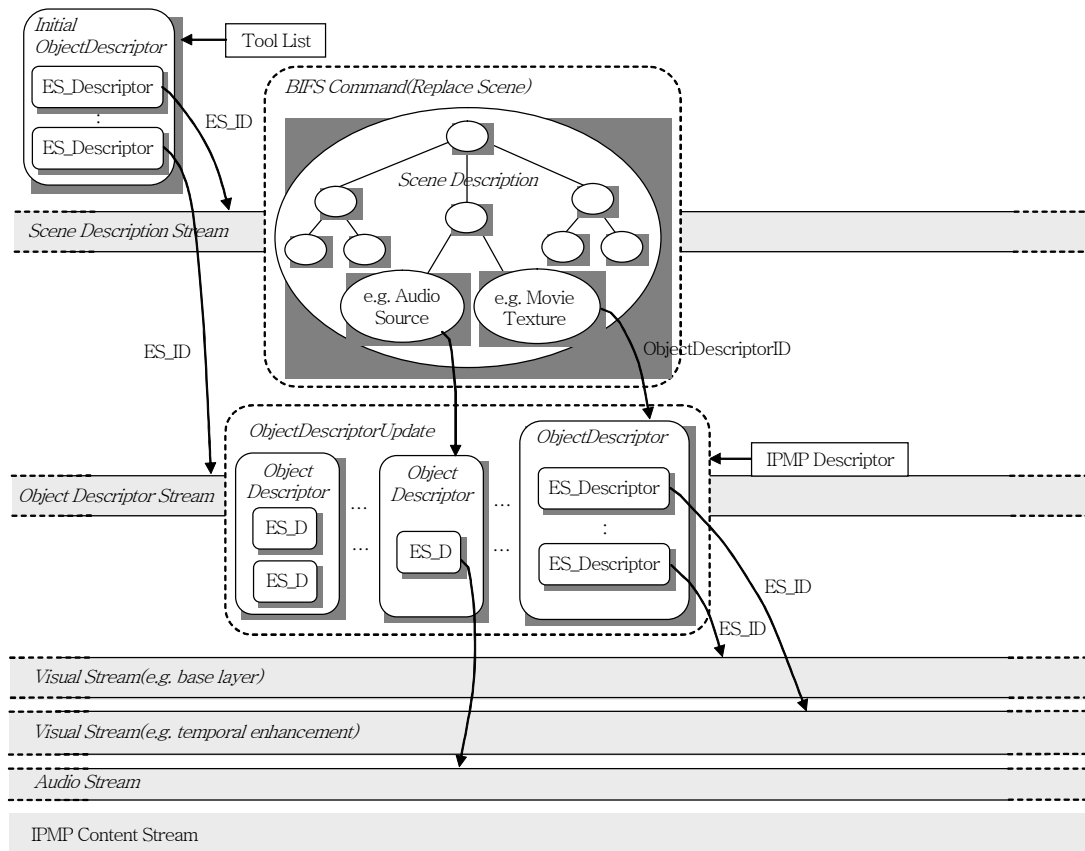 Initial
ObjectDescriptor
Tool List
ES_Descriptor
:
ES_Descriptor
ES_ID
BIFS Command(Replace Scene)
Scene Description
Scene Description Stream
e.g. Audio
Source
e.g. Movie
Texture
ES_ID
ObjectDescriptorID
ObjectDescriptorUpdate
ObjectDescriptor
IPMP Descriptor
Object Descriptor Stream
Object
Descriptor
ES_D
ES_D
...
...
Object
Descriptor
ES_D
...
...
ES_Descriptor
:
ES_Descriptor
ES_ID
ES_ID
Visual Stream(e.g. base layer)
Visual Stream(e.g. temporal enhancement)
Audio Stream
IPMP Content Stream